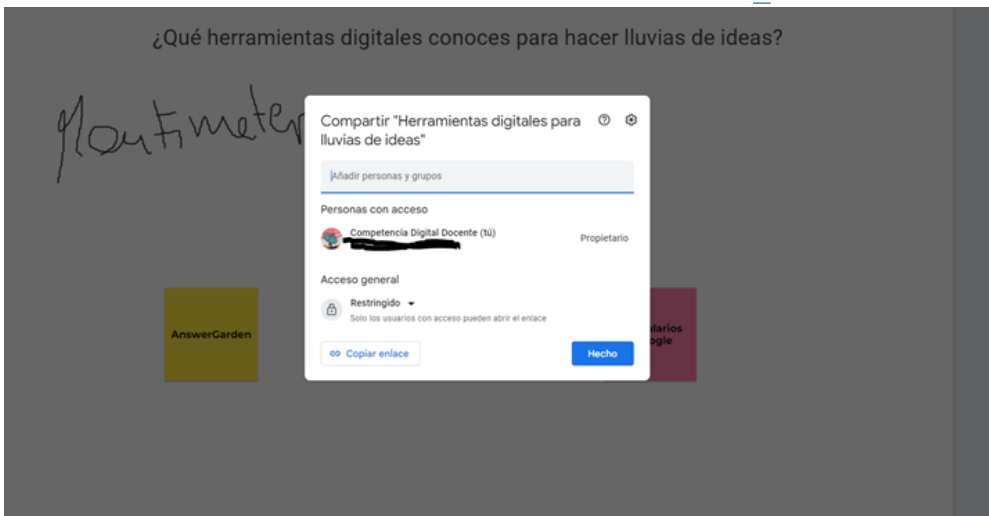 ¿Qué herramientas digitales conoces para hacer lluvias de ideas?
Mentimeter
Compartir "Herramientas digitales para
lluvias de ideas"
Añadir personas y grupos
Personas con acceso
Competencia Digital Docente (tú)
Propietario
Acceso general
Restringido
Solo los usuarios con acceso pueden abrir el enlace
Copiar enlace
Hecho
AnswerGarden
larios
ogle